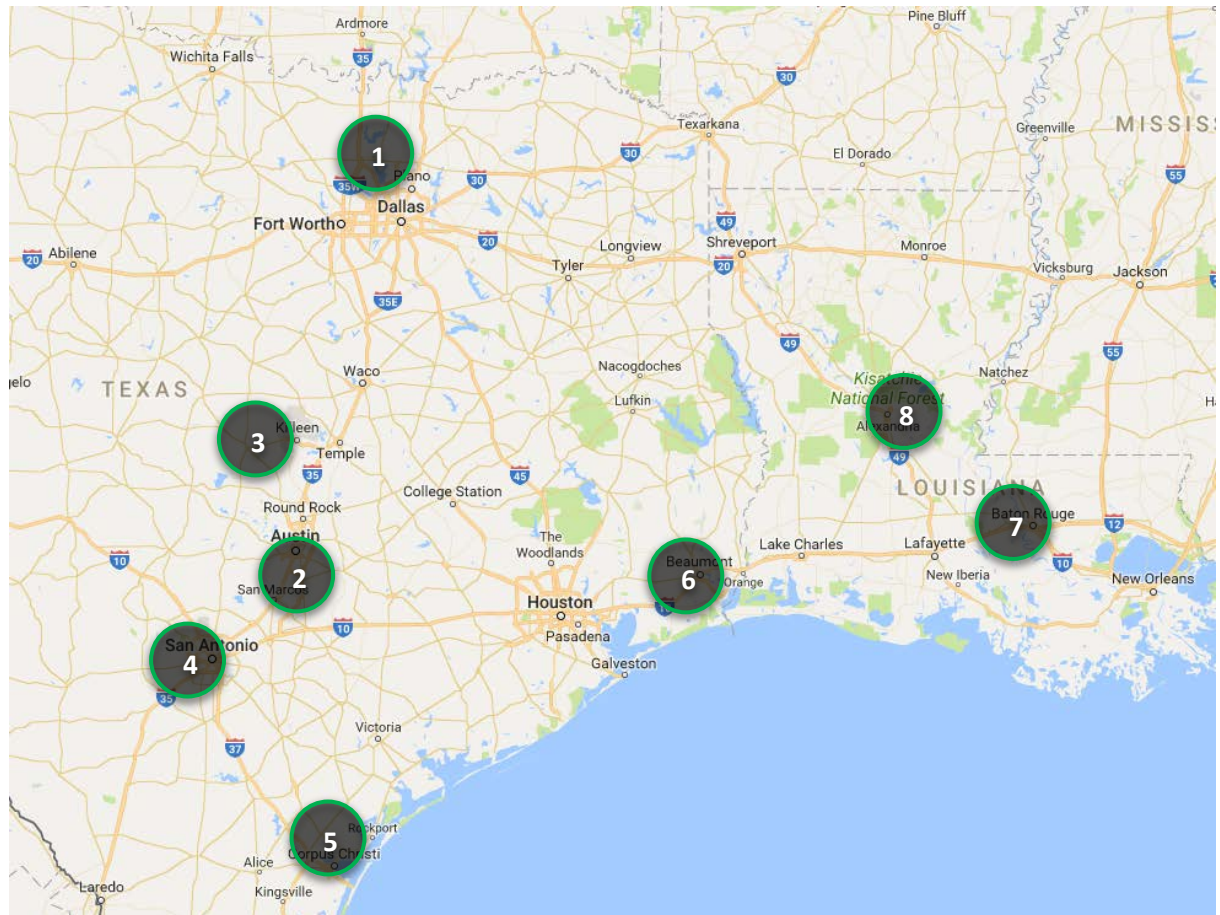 Ardmore
Pine Bluff
Wichita Falls
35
30
Texarkana
Greenville
MISSISS
El Dorado
30
55
1
Plano
35W
30
Dallas
Fort Worth
49
20
Longview
Shreveport
Monroe
Abilene
20
20
Vicksburg
Jackson
Tyler
35E
49
55
Waco
Nacogdoches
Natchez
TEXAS
Lufkin
Kisatchie
National Forest
8
Alexandria
3
Killeen
Temple
49
35
45
College Station
LOUISIANA
Round Rock
Baton Rouge
7
12
Austin
The
Woodlands
Lake Charles
Lafayette
10
10
2
Beaumont
6
Orange
New Iberia
New Orleans
San Marcos
Houston
10
10
Pasadena
San Antonio
4
Galveston
35
Victoria
37
5
Rockport
Corpus Christi
Alice
Laredo
Kingsville